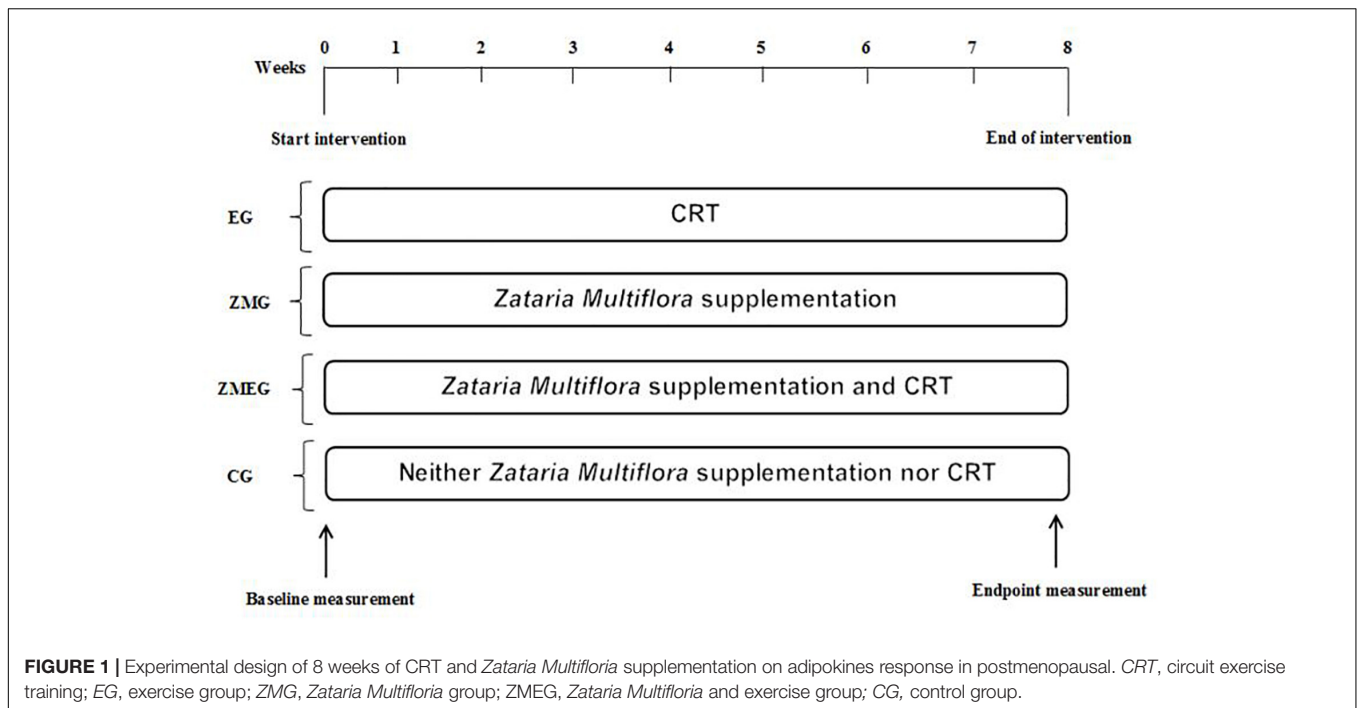 0 1 2 3 4 5 6 7 8
Weeks
Start intervention End of intervention
EG CRT
ZMG Zataria Multiflora supplementation
ZMEG Zataria Multiflora supplementation and CRT
CG Neither Zataria Multiflora supplementation nor CRT
Baseline measurement Endpoint measurement
FIGURE 1 | Experimental design of 8 weeks of CRT and Zataria Multifloria supplementation on adipokines response in postmenopausal. CRT, circuit exercise
training; EG, exercise group; ZMG, Zataria Multifloria group; ZMEG, Zataria Multifloria and exercise group; CG, control group.